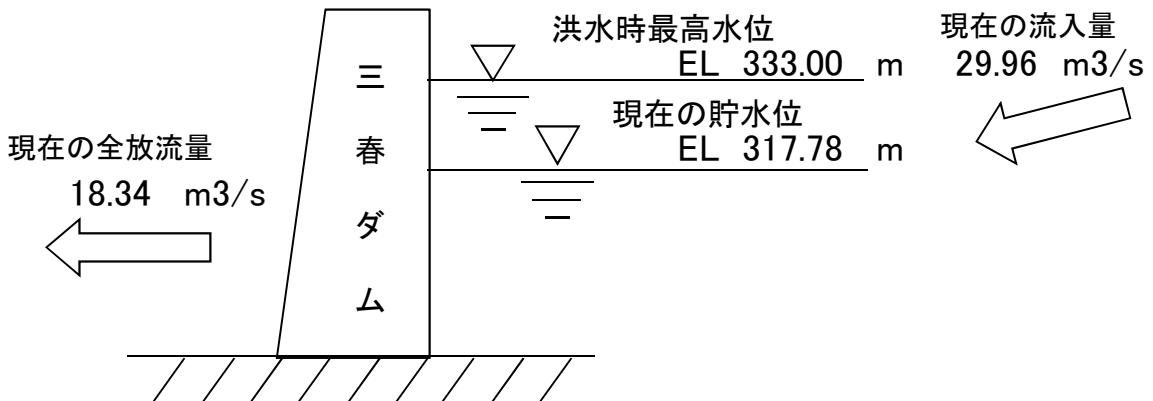 洪水時最高水位
EL 333.00 m
現在の流入量
29.96 m3/s
現在の貯水位
EL 317.78 m
現在の全放流量
18.34 m3/s
三春ダム